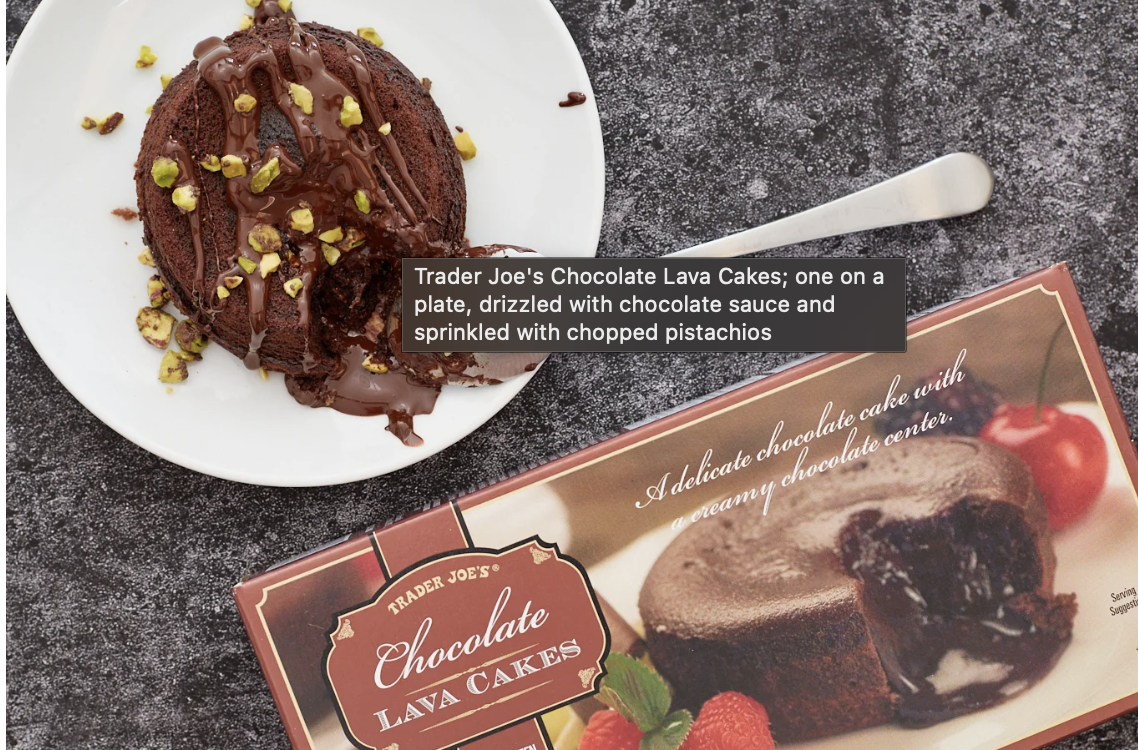 Trader Joe's Chocolate Lava Cakes; one on a
plate, drizzled with chocolate sauce and
sprinkled with chopped pistachios
A delicate chocolate cake with
a creamy chocolate center.
TRADER JOE'S®
Chocolate
LAVA CAKES
Serving